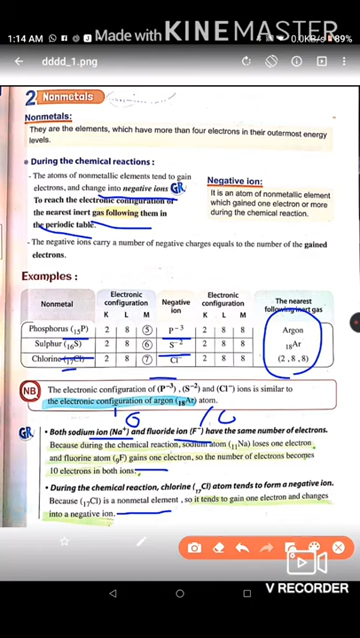 1:14 AM
Made with KINEMASTER
0.0KB/s 89%
dddd_1.png
2 Nonmetals
Nonmetals:
They are the elements, which have more than four electrons in their outermost energy
levels.
During the chemical reactions :
- The atoms of nonmetallic elements tend to gain
electrons, and change into negative ions GR
To reach the electronic configuration of
the nearest inert gas following them in
the periodic table.
Negative ion:
It is an atom of nonmetallic element
which gained one electron or more
during the chemical reaction.
- The negative ions carry a number of negative charges equals to the number of the gained
electrons.
Examples :
Nonmetal Electronic configuration K L M Negative ion Electronic configuration K L M The nearest following inert gas
Phosphorus (15P) 2 8 5 P⁻³ 2 8 8 Argon
Sulphur (16S) 2 8 6 S⁻² 2 8 8 18Ar
Chlorine (17Cl) 2 8 7 Cl⁻ 2 8 8 (2 , 8 , 8)
NB The electronic configuration of (P⁻³) , (S⁻²) and (Cl⁻) ions is similar to
the electronic configuration of argon (18Ar) atom.
GR • Both sodium ion (Na⁺) and fluoride ion (F⁻) have the same number of electrons.
Because during the chemical reaction, sodium atom (11Na) loses one electron
and fluorine atom (9F) gains one electron, so the number of electrons becomes
10 electrons in both ions.
• During the chemical reaction, chlorine (17Cl) atom tends to form a negative ion.
Because (17Cl) is a nonmetal element, so it tends to gain one electron and changes
into a negative ion.
V RECORDER